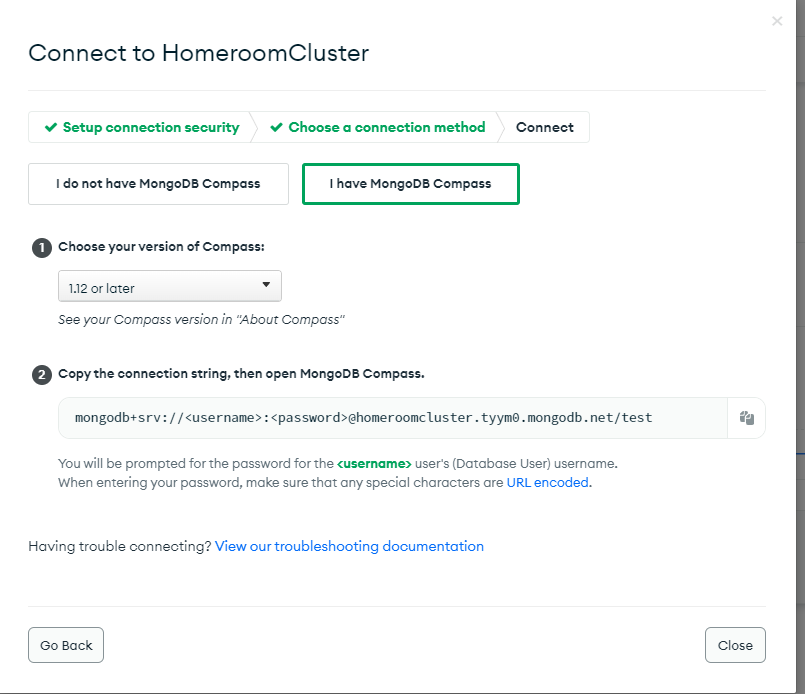 Connect to HomeroomCluster
Setup connection security
Choose a connection method
Connect
I do not have MongoDB Compass
I have MongoDB Compass
1 Choose your version of Compass:
1.12 or later
See your Compass version in "About Compass"
2 Copy the connection string, then open MongoDB Compass.
mongodb+srv://<username>:<password>@homeroomcluster.tyym0.mongodb.net/test
You will be prompted for the password for the <username> user's (Database User) username.
When entering your password, make sure that any special characters are URL encoded.
Having trouble connecting? View our troubleshooting documentation
Go Back
Close